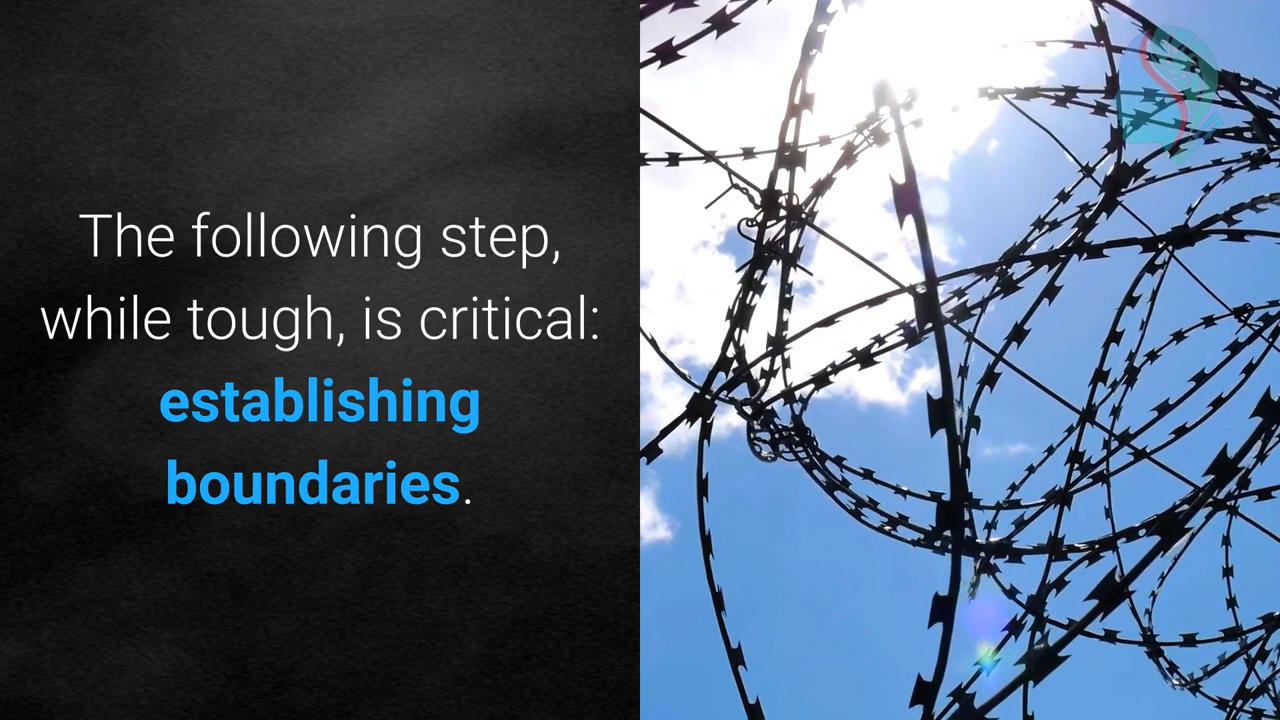 The following step,
while tough, is critical:
establishing
boundaries.